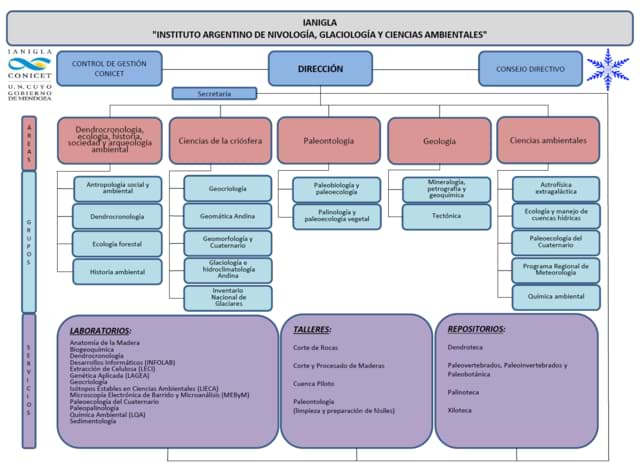 IANIGLA
"INSTITUTO ARGENTINO DE NIVOLOGÍA, GLACIOLOGÍA Y CIENCIAS AMBIENTALES"
IANIGLA
CONICET
U.N.CUYO
GOBIERNO
DE MENDOZA
CONTROL DE GESTIÓN
CONICET
DIRECCIÓN
CONSEJO DIRECTIVO
Secretaría
ÁREAS
Dendrocronología,
ecología, historia,
sociedad y arqueología
ambiental
Ciencias de la criósfera
Paleontología
Geología
Ciencias ambientales
GRUPOS
Antropología social y
ambiental
Dendrocronología
Ecología forestal
Historia ambiental
Geocriología
Geomática Andina
Geomorfología y
Cuaternario
Glaciología e
hidroclimatología
Andina
Inventario
Nacional de
Glaciares
Paleobiología y
paleoecología
Palinología y
paleoecología vegetal
Mineralogía,
petrografía y
geoquímica
Tectónica
Astrofísica
extragaláctica
Ecología y manejo de
cuencas hídricas
Paleoecología del
Cuaternario
Programa Regional de
Meteorología
Química ambiental
SERVICIOS
LABORATORIOS:
Anatomía de la Madera
Biogeoquímica
Dendrocronología
Desarrollos Informáticos (INFOLAB)
Extracción de Celulosa (LECI)
Genética Aplicada (LAGEA)
Geocriología
Isótopos Estables en Ciencias Ambientales (LIECA)
Microscopía Electrónica de Barrido y Microanálisis (MEByM)
Paleoecología del Cuaternario
Paleopalinología
Química Ambiental (LQA)
Sedimentología
TALLERES:
Corte de Rocas
Corte y Procesado de Maderas
Cuenca Piloto
Paleontología
(limpieza y preparación de fósiles)
REPOSITORIOS:
Dendroteca
Paleovertebrados, Paleoinvertebrados y
Paleobotánica
Palinoteca
Xiloteca